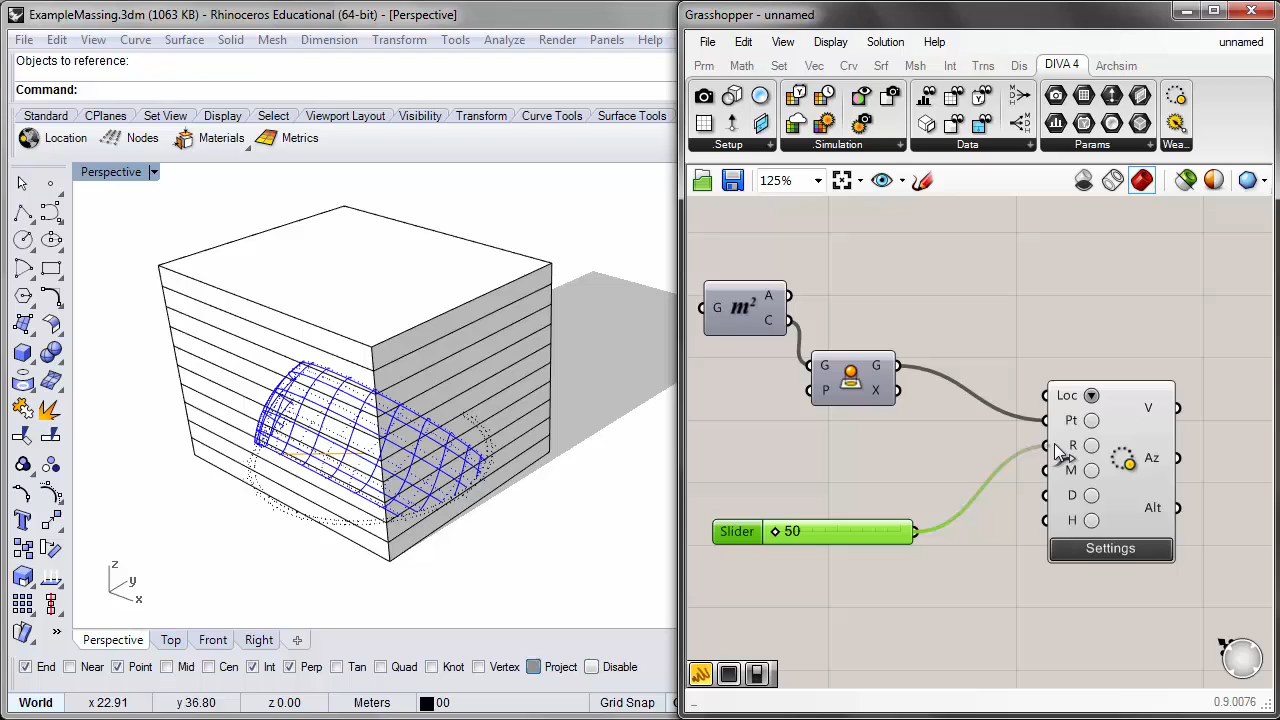 ExampleMassing.3dm (1063 KB) - Rhinoceros Educational (64-bit) - [Perspective]
File Edit View Curve Surface Solid Mesh Dimension Transform Tools Analyze Render Panels Help
Objects to reference:
Command:
Standard CPlanes Set View Display Select Viewport Layout Visibility Transform Curve Tools Surface Tools
Location Nodes Materials Metrics
Perspective
z
y
x
Perspective Top Front Right
End Near Point Mid Cen Int Perp Tan Quad Knot Vertex Project Disable
World x 22.91 y 36.80 z 0.00 Meters 00 Grid Snap
Grasshopper - unnamed
File Edit View Display Solution Help unnamed
Prm Math Set Vec Crv Srf Msh Int Trns Dis DIVA 4 Archsim
.Setup .Simulation Data Params Wea...
125%
G m² A
C
G G
P X
Loc V
Pt
R
M Az
D
H Alt
Settings
Slider 50
0.9.0076